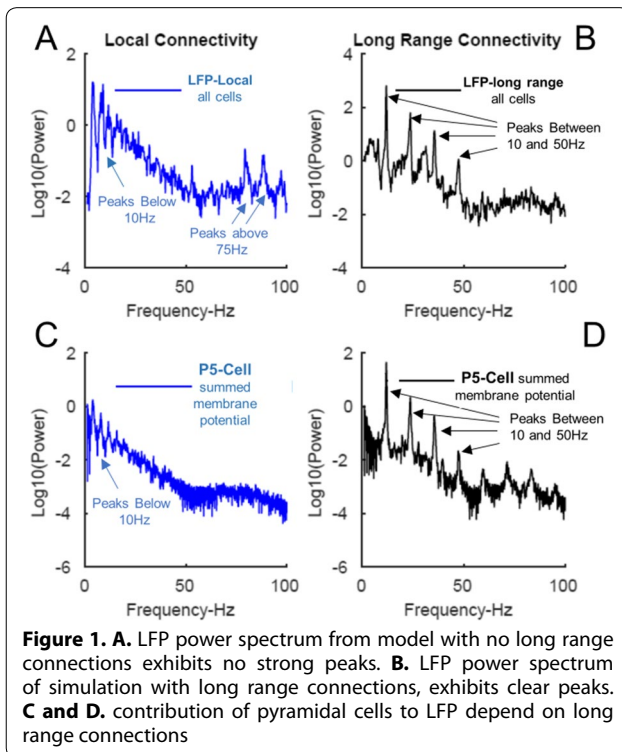 A
Local Connectivity
4
2
0
-2
-4
Log10(Power)
LFP-Local
all cells
Peaks Below
10Hz
Peaks above
75Hz
0
50
100
Frequency-Hz
Long Range Connectivity
B
4
2
0
-2
-4
Log10(Power)
LFP-long range
all cells
Peaks Between
10 and 50Hz
0
50
100
Frequency-Hz
C
2
0
-2
-4
-6
Log10(Power)
P5-Cell
summed
membrane
potential
Peaks Below
10Hz
0
50
100
Frequency-Hz
D
2
0
-2
-4
-6
Log10(Power)
P5-Cell summed
membrane potential
Peaks Between
10 and 50Hz
0
50
100
Frequency-Hz
Figure 1. A. LFP power spectrum from model with no long range
connections exhibits no strong peaks. B. LFP power spectrum
of simulation with long range connections, exhibits clear peaks.
C and D. contribution of pyramidal cells to LFP depend on long
range connections